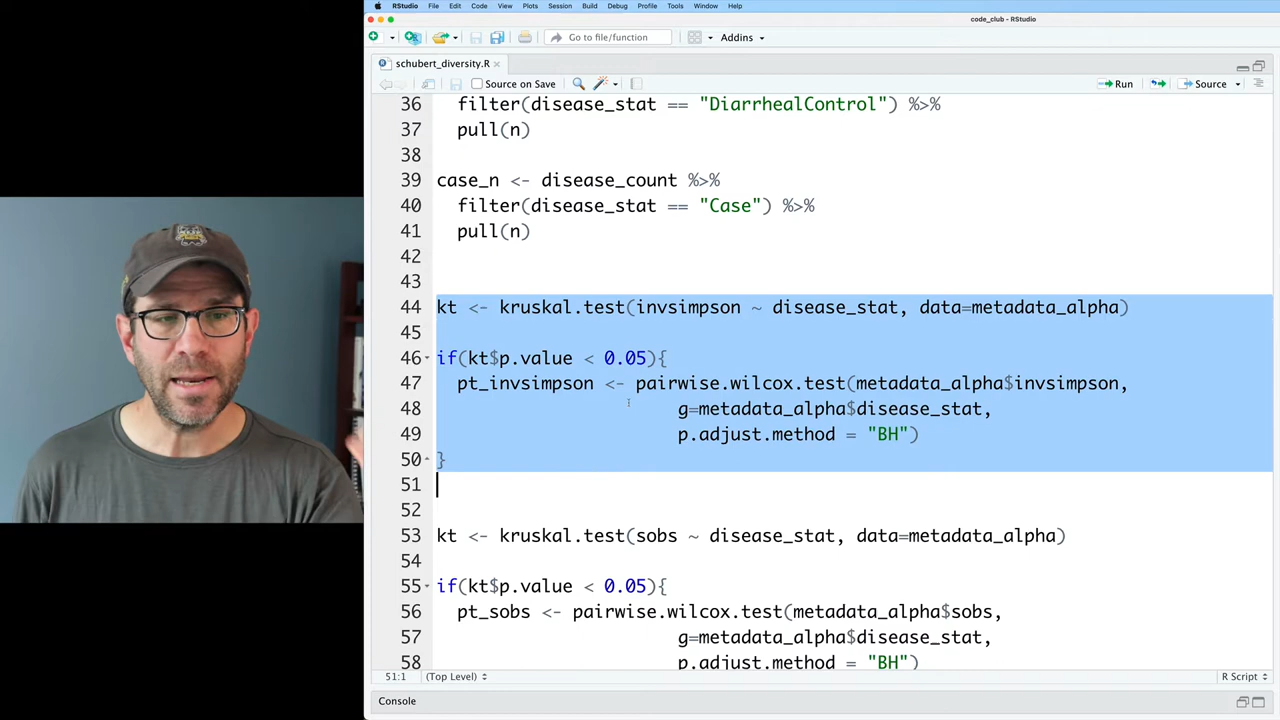 RStudio File Edit Code View Plots Session Build Debug Profile Tools Window Help
code_club - RStudio
Go to file/function
Addins
schubert_diversity.R
Source on Save
Run
Source
36 filter(disease_stat == "DiarrhealControl") %>%
37 pull(n)
38
39 case_n <- disease_count %>%
40 filter(disease_stat == "Case") %>%
41 pull(n)
42
43
44 kt <- kruskal.test(invsimpson ~ disease_stat, data=metadata_alpha)
45
46 if(kt$p.value < 0.05){
47 pt_invsimpson <- pairwise.wilcox.test(metadata_alpha$invsimpson,
48 g=metadata_alpha$disease_stat,
49 p.adjust.method = "BH")
50 }
51
52
53 kt <- kruskal.test(sobs ~ disease_stat, data=metadata_alpha)
54
55 if(kt$p.value < 0.05){
56 pt_sobs <- pairwise.wilcox.test(metadata_alpha$sobs,
57 g=metadata_alpha$disease_stat,
58 p.adjust.method = "BH")
51:1 (Top Level) R Script
Console